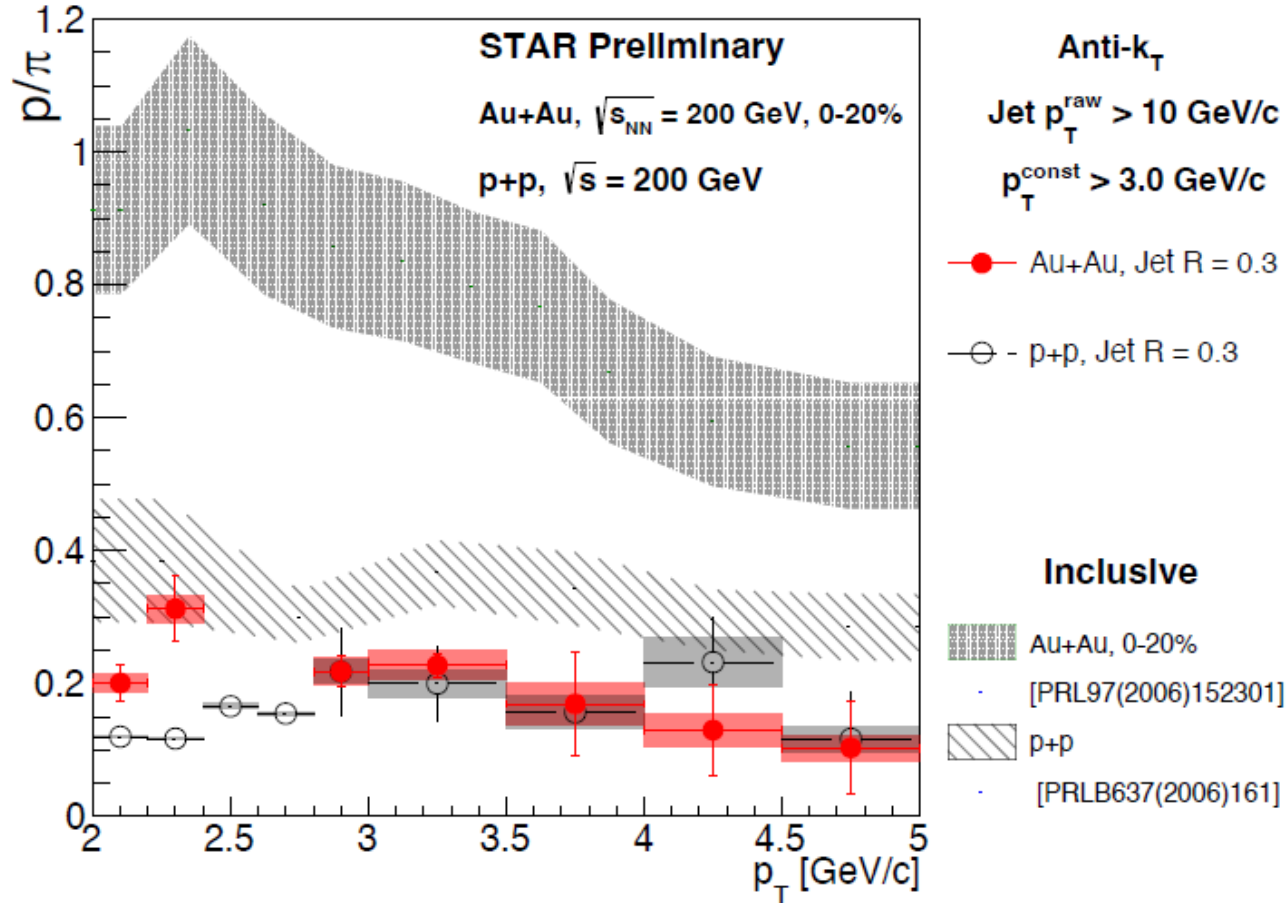 p/π
1.2
1
0.8
0.6
0.4
0.2
0
2
2.5
3
3.5
4
4.5
5
p_T [GeV/c]
STAR Preliminary
Au+Au, √s_NN = 200 GeV, 0-20%
p+p, √s = 200 GeV
Anti-k_T
Jet p_T^raw > 10 GeV/c
p_T^const > 3.0 GeV/c
Au+Au, Jet R = 0.3
p+p, Jet R = 0.3
Inclusive
Au+Au, 0-20%
[PRL97(2006)152301]
p+p
[PRLB637(2006)161]